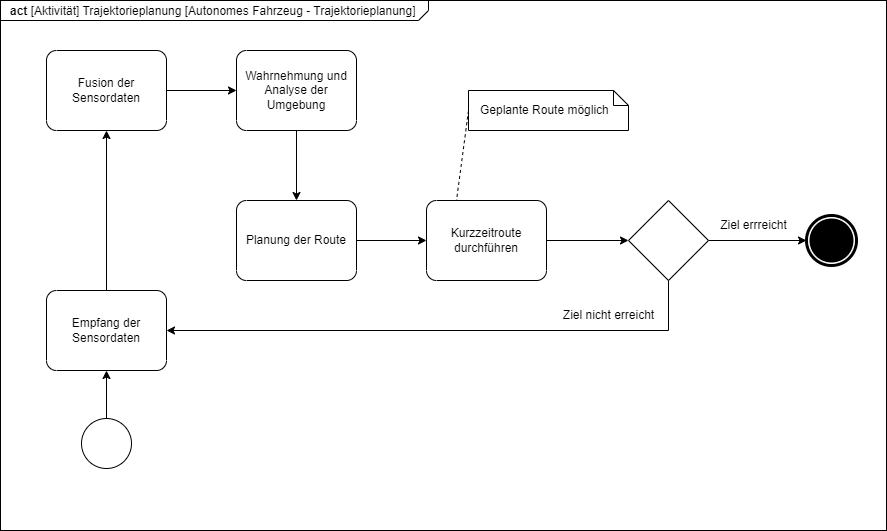 act [Aktivität] Trajektorieplanung [Autonomes Fahrzeug - Trajektorieplanung]
Fusion der
Sensordaten
Wahrnehmung und
Analyse der
Umgebung
Geplante Route möglich
Planung der Route
Kurzzeitroute
durchführen
Ziel errreicht
Ziel nicht erreicht
Empfang der
Sensordaten